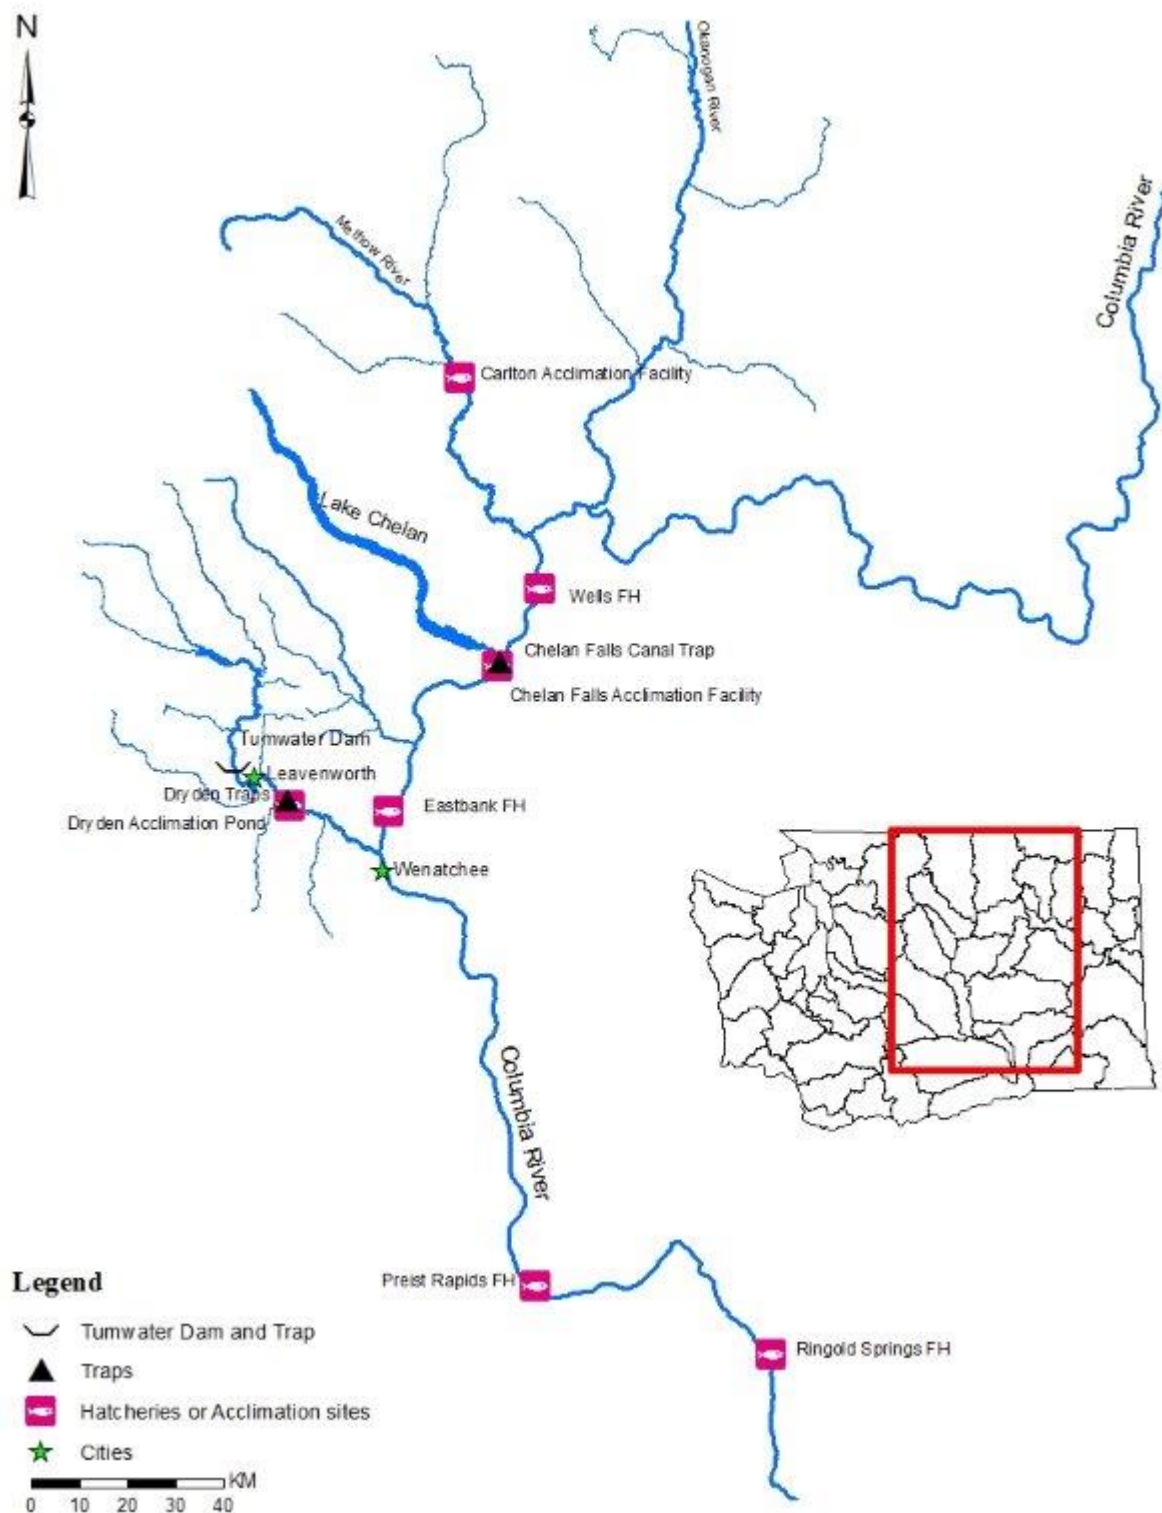 N
Okanogan River
Methow River
Columbia River
Carlton Acclimation Facility
Lake Chelan
Wells FH
Chelan Falls Canal Trap
Chelan Falls Acclimation Facility
Tumwater Dam
Leavenworth
Dryden Traps
Dryden Acclimation Pond
Eastbank FH
Wenatchee
Columbia River
Preist Rapids FH
Ringold Springs FH
Legend
Tumwater Dam and Trap
Traps
Hatcheries or Acclimation sites
Cities
KM
0 10 20 30 40